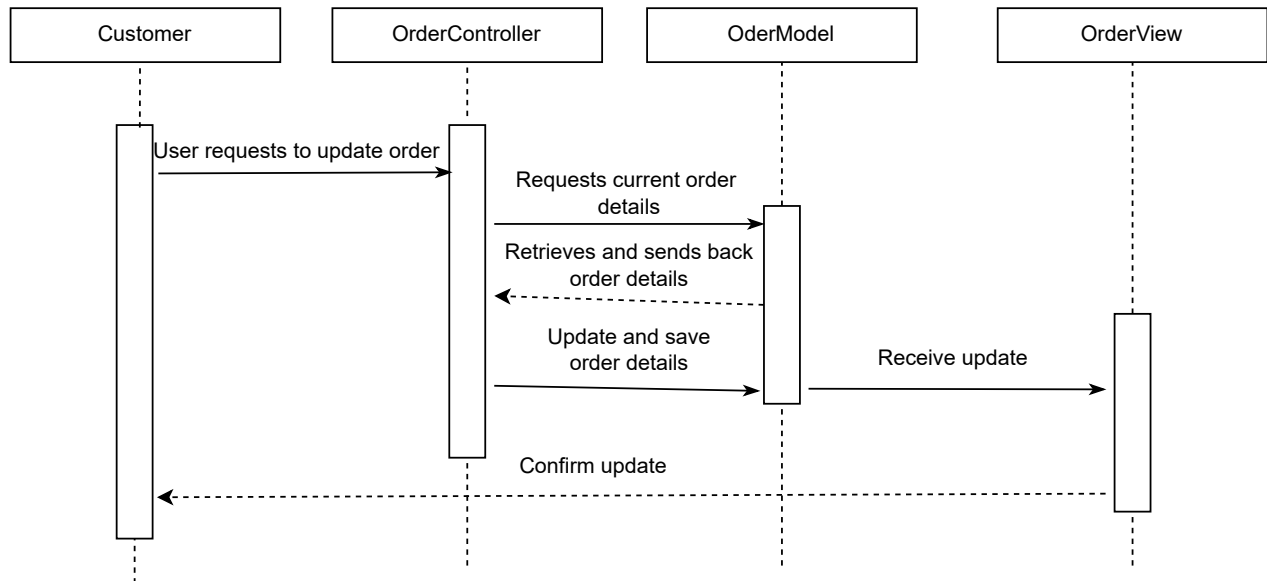 Customer
OrderController
OderModel
OrderView
User requests to update order
Requests current order
details
Retrieves and sends back
order details
Update and save
order details
Receive update
Confirm update